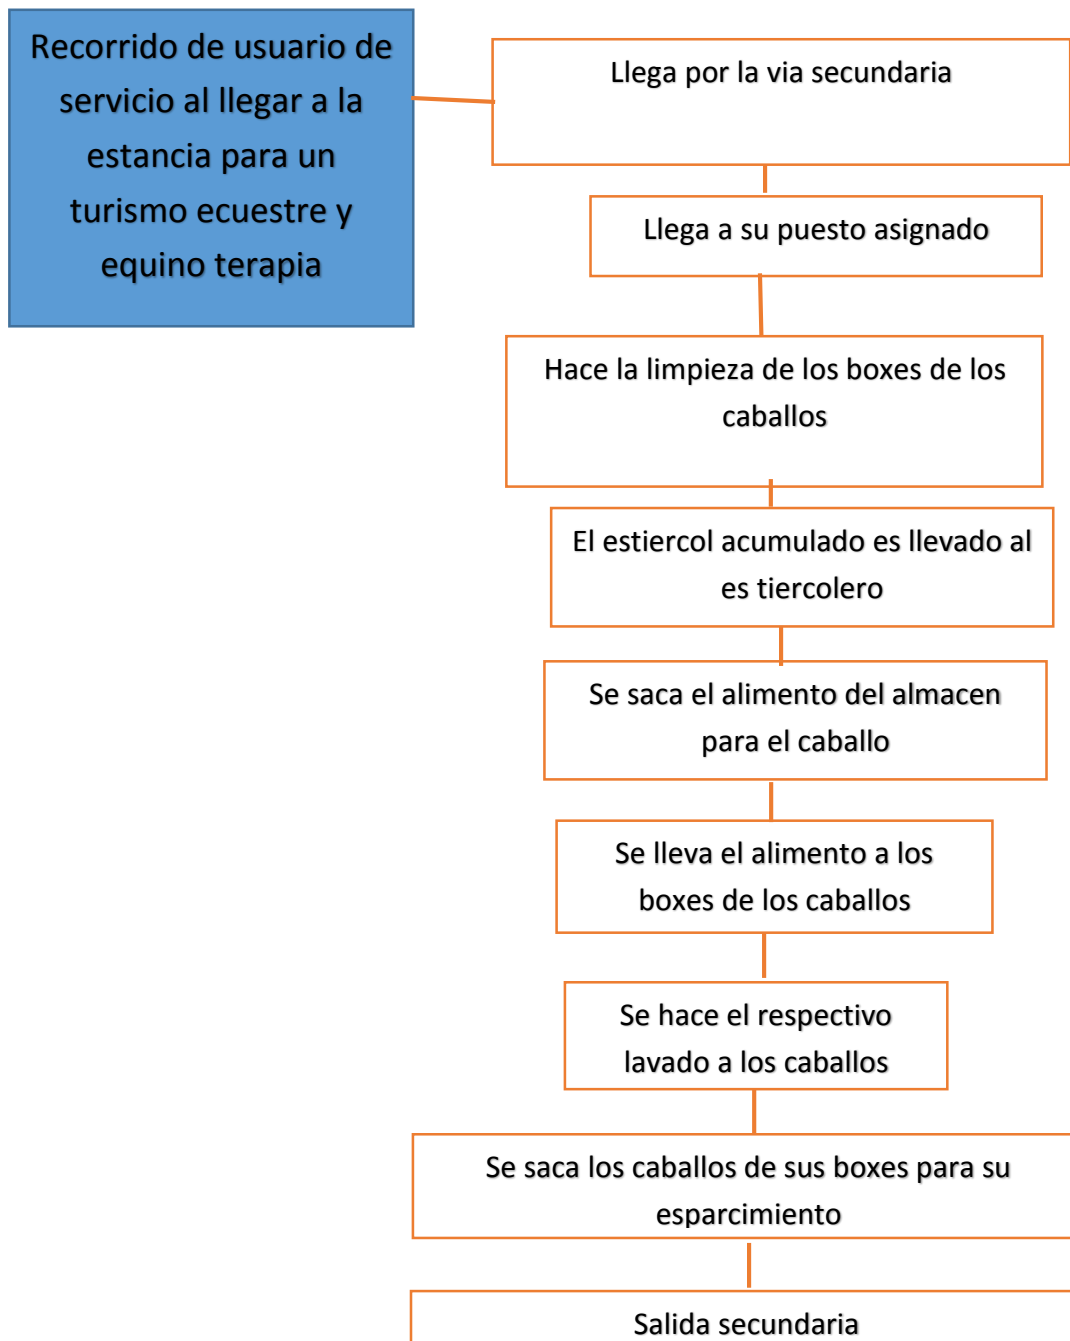 Recorrido de usuario de
servicio al llegar a la
estancia para un
turismo ecuestre y
equino terapia
Llega por la via secundaria
Llega a su puesto asignado
Hace la limpieza de los boxes de los
caballos
El estiercol acumulado es llevado al
es tiercolero
Se saca el alimento del almacen
para el caballo
Se lleva el alimento a los
boxes de los caballos
Se hace el respectivo
lavado a los caballos
Se saca los caballos de sus boxes para su
esparcimiento
Salida secundaria